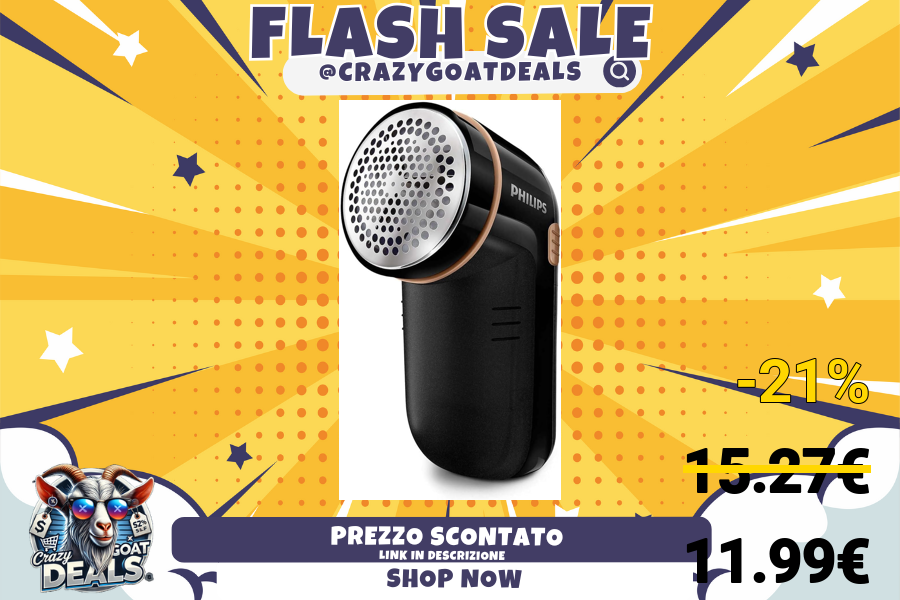 FLASH SALE
@CRAZYGOATDEALS
PHILIPS
-21%
15.27€
11.99€
PREZZO SCONTATO
LINK IN DESCRIZIONE
SHOP NOW
$
52%
Crazy
GOAT
DEALS